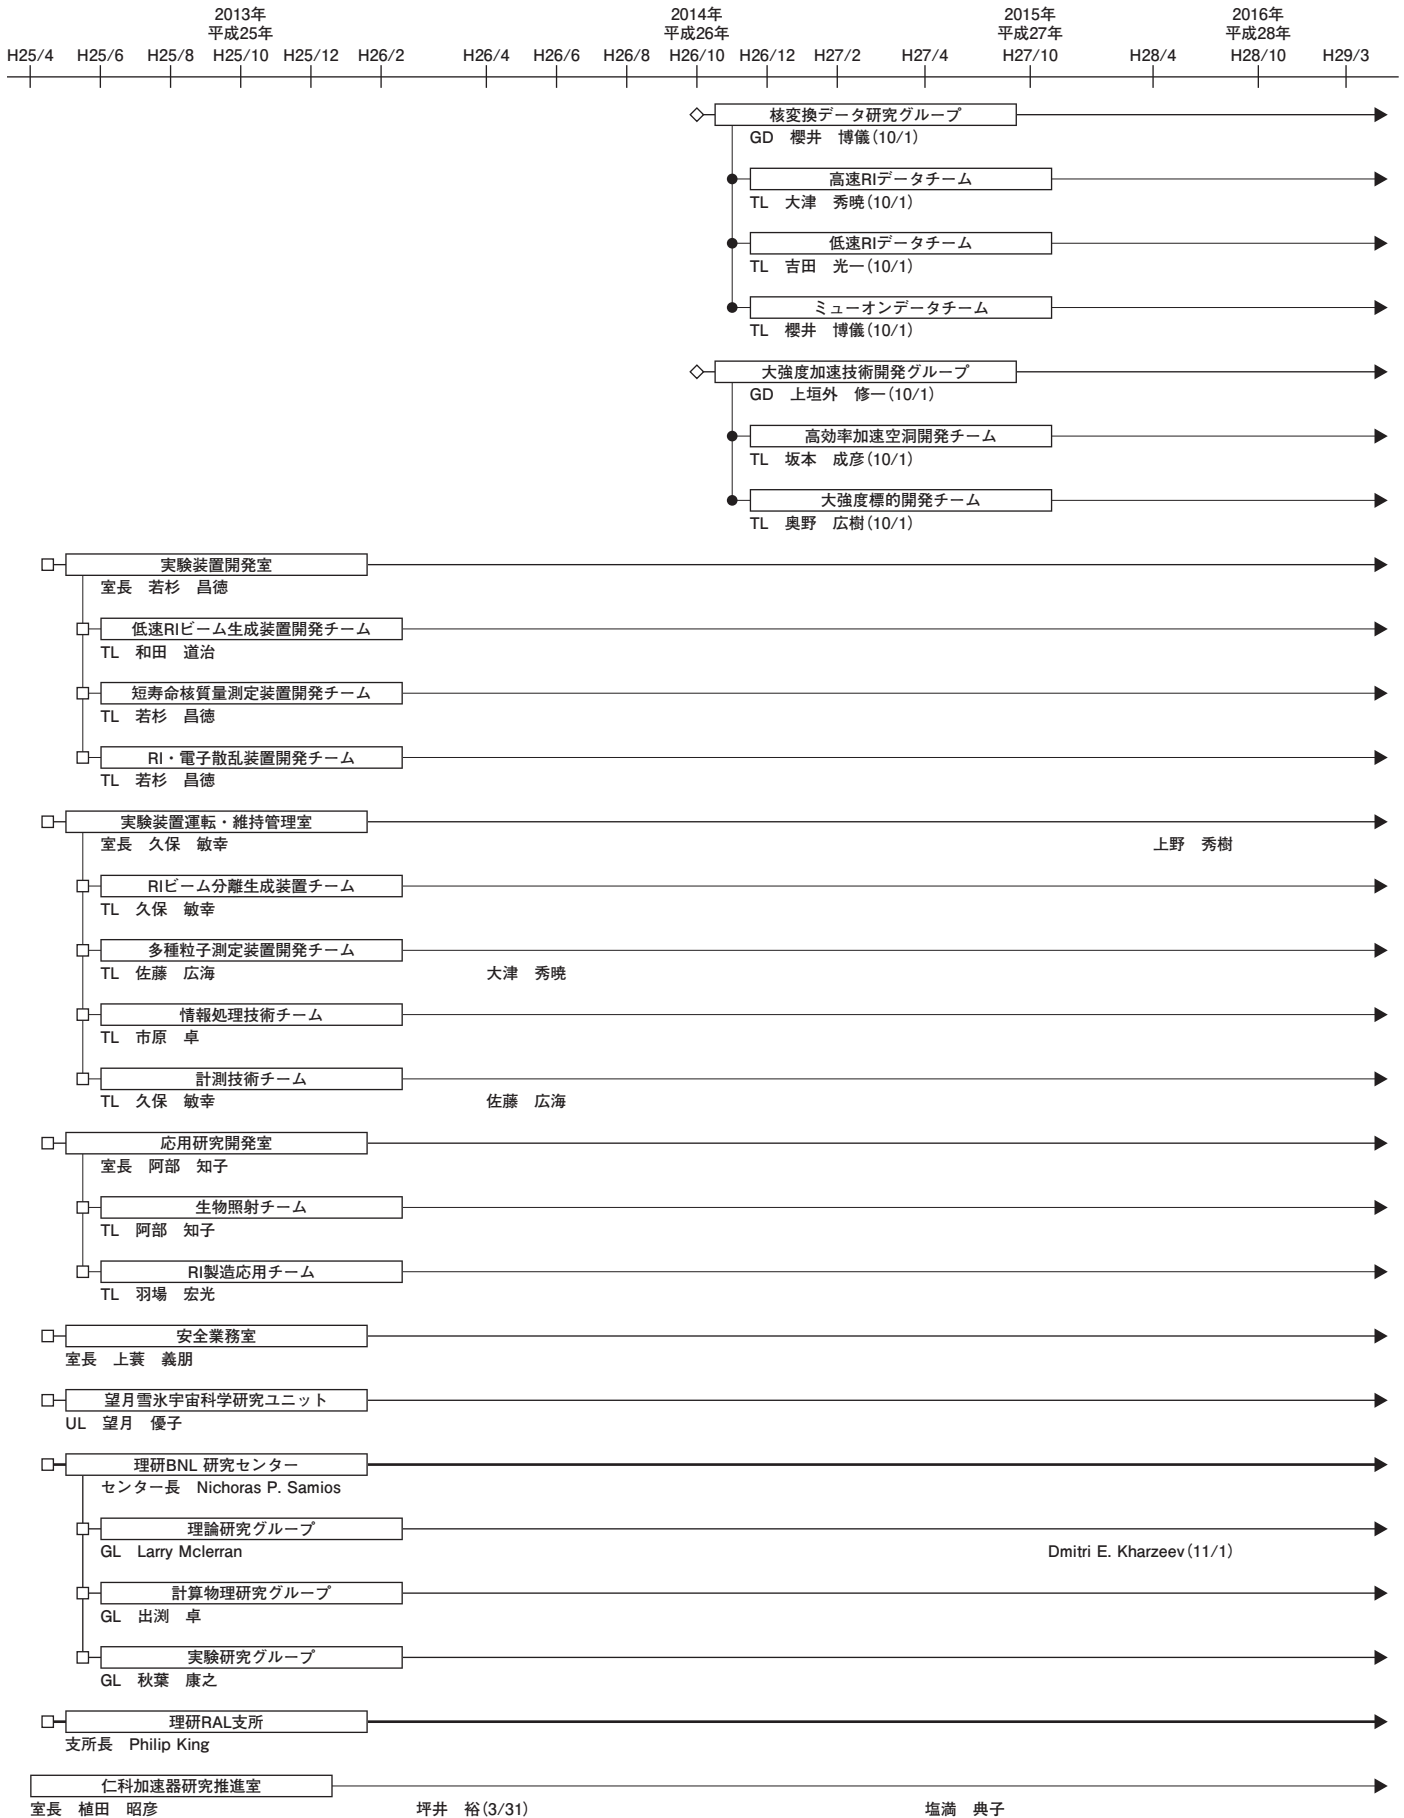 2013年 2014年 2015年 2016年
平成25年 平成26年 平成27年 平成28年
H25/4 H25/6 H25/8 H25/10 H25/12 H26/2 H26/4 H26/6 H26/8 H26/10 H26/12 H27/2 H27/4 H27/10 H28/4 H28/10 H29/3
核変換データ研究グループ
GD 櫻井 博儀(10/1)
高速RIデータチーム
TL 大津 秀暁(10/1)
低速RIデータチーム
TL 吉田 光一(10/1)
ミューオンデータチーム
TL 櫻井 博儀(10/1)
大強度加速技術開発グループ
GD 上垣外 修一(10/1)
高効率加速空洞開発チーム
TL 坂本 成彦(10/1)
大強度標的開発チーム
TL 奥野 広樹(10/1)
実験装置開発室
室長 若杉 昌徳
低速RIビーム生成装置開発チーム
TL 和田 道治
短寿命核質量測定装置開発チーム
TL 若杉 昌徳
RI・電子散乱装置開発チーム
TL 若杉 昌徳
実験装置運転・維持管理室
室長 久保 敏幸 上野 秀樹
RIビーム分離生成装置チーム
TL 久保 敏幸
多種粒子測定装置開発チーム
TL 佐藤 広海 大津 秀暁
情報処理技術チーム
TL 市原 卓
計測技術チーム
TL 久保 敏幸 佐藤 広海
応用研究開発室
室長 阿部 知子
生物照射チーム
TL 阿部 知子
RI製造応用チーム
TL 羽場 宏光
安全業務室
室長 上蓑 義朋
望月雪氷宇宙科学研究ユニット
UL 望月 優子
理研BNL 研究センター
センター長 Nichoras P. Samios
理論研究グループ
GL Larry Mclerran Dmitri E. Kharzeev(11/1)
計算物理研究グループ
GL 出渕 卓
実験研究グループ
GL 秋葉 康之
理研RAL支所
支所長 Philip King
仁科加速器研究推進室
室長 植田 昭彦 坪井 裕(3/31) 塩満 典子